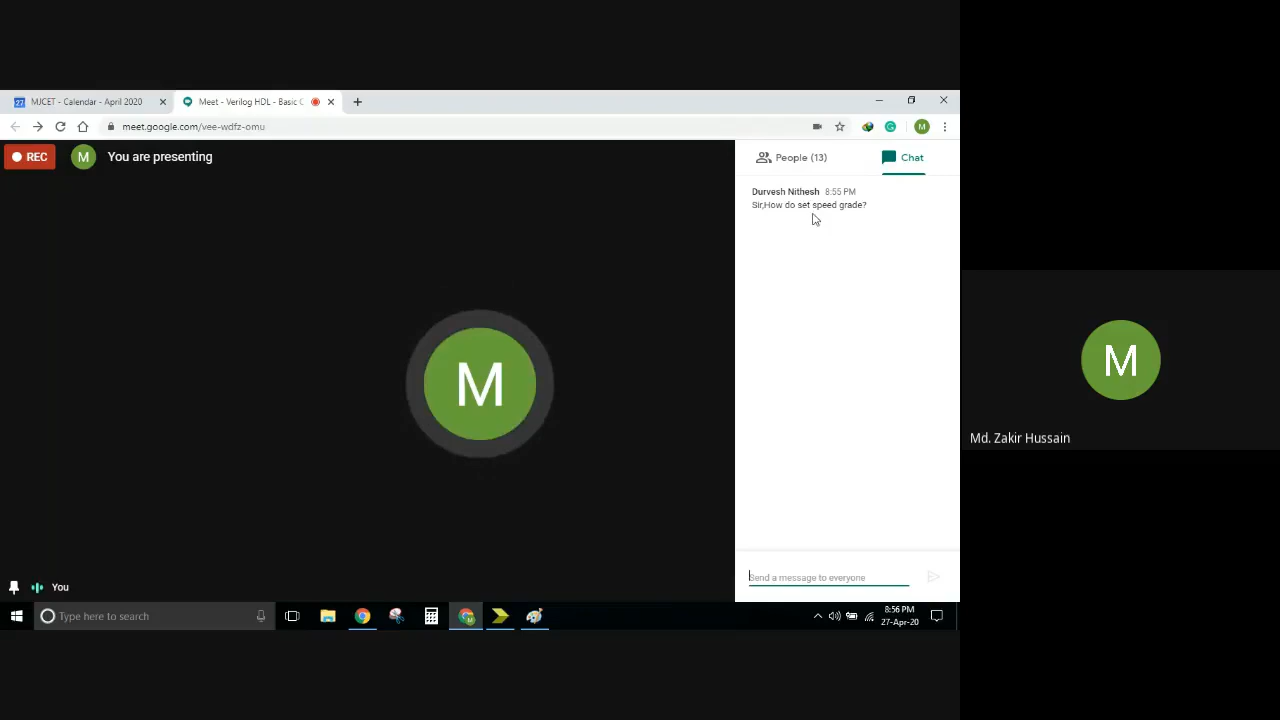 MJCET - Calendar - April 2020
Meet - Verilog HDL - Basic C
meet.google.com/vee-wdfz-omu
M
REC
M
You are presenting
People (13)
Chat
Durvesh Nithesh 8:55 PM
Sir,How do set speed grade?
M
M
Md. Zakir Hussain
Send a message to everyone
You
Type here to search
8:56 PM
27-Apr-20